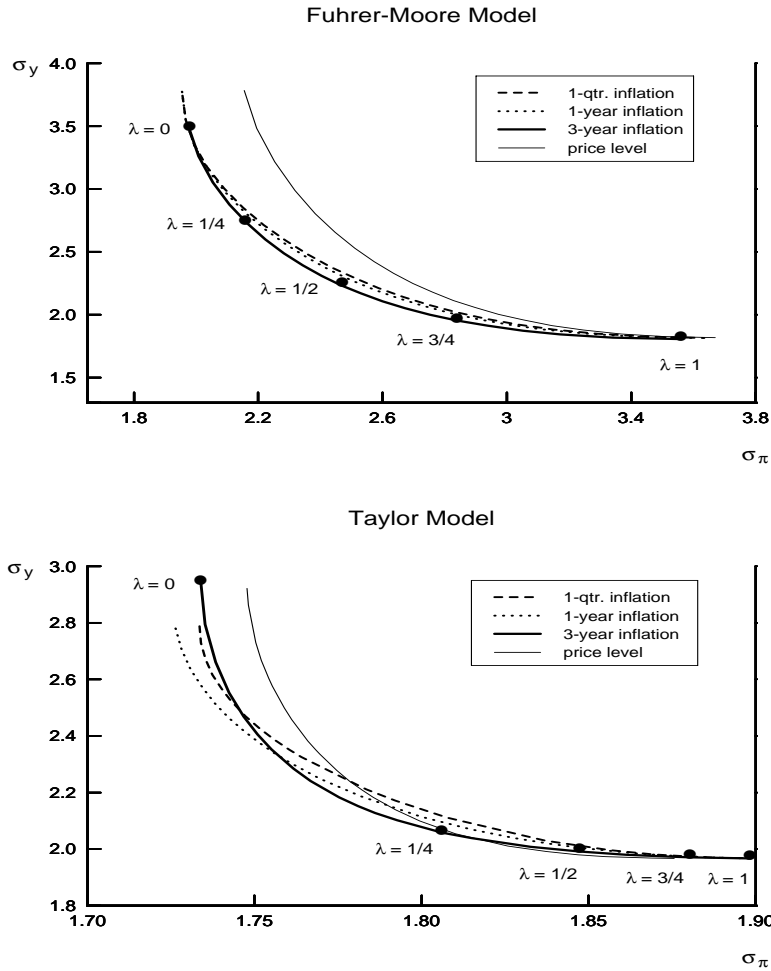 Fuhrer-Moore Model
σy
4.0
3.5
3.0
2.5
2.0
1.5
1-qtr. inflation
1-year inflation
3-year inflation
price level
λ = 0
λ = 1/4
λ = 1/2
λ = 3/4
λ = 1
1.8 2.2 2.6 3 3.4 3.8
σπ
Taylor Model
σy
3.0
2.8
2.6
2.4
2.2
2.0
1.8
1-qtr. inflation
1-year inflation
3-year inflation
price level
λ = 0
λ = 1/4
λ = 1/2
λ = 3/4
λ = 1
1.70 1.75 1.80 1.85 1.90
σπ